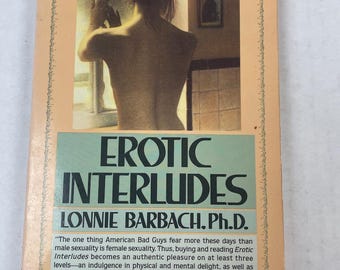 EROTIC
INTERLUDES
LONNIE BARBACH, Ph.D.
"The one thing American Bad Guys fear more these days than
male sexuality is female sexuality. Thus, buying and reading Erotic
Interludes becomes an authentic pleasure on at least three
levels—an indulgence in physical and mental delight, as well as